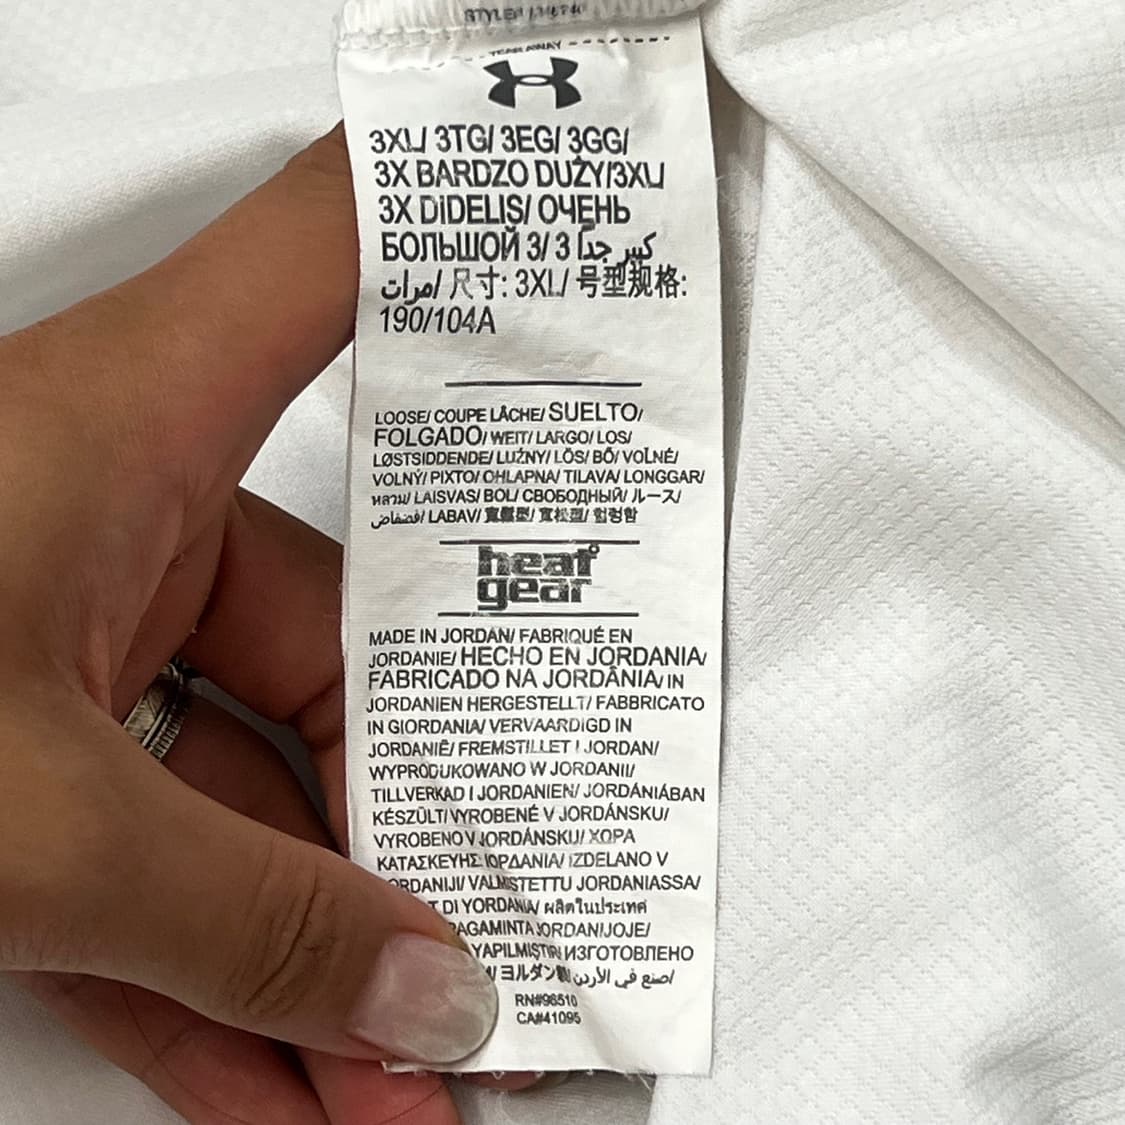 TEAR AWAY
3XL/ 3TG/ 3EG/ 3GG/
3X BARDZO DUŻY/3XL/
3X DIDELIS/ ОЧЕНЬ
БОЛЬШОЙ 3/ 3 كبير جداً
مرات/ 尺寸: 3XL/ 号型规格:
190/104A
LOOSE/ COUPE LÂCHE/ SUELTO/
FOLGADO/ WEIT/ LARGO/ LOS/
LØSTSIDDENDE/ LUŹNY/ LÖS/ BŐ/ VOLNÉ/
VOLNÝ/ PIXTO/ OHLAPNA/ TILAVA/ LONGGAR/
หลวม/ LAISVAS/ BOL/ СВОБОДНЫЙ/ ルース/
فضفاض/ LABAV/ 寬鬆型/ 宽松型/ 헐렁함
heat
gear
MADE IN JORDAN/ FABRIQUÉ EN
JORDANIE/ HECHO EN JORDANIA/
FABRICADO NA JORDÂNIA/ IN
JORDANIEN HERGESTELLT/ FABBRICATO
IN GIORDANIA/ VERVAARDIGD IN
JORDANIË/ FREMSTILLET I JORDAN/
WYPRODUKOWANO W JORDANII/
TILLVERKAD I JORDANIEN/ JORDÁNIÁBAN
KÉSZÜLT/ VYROBENÉ V JORDÁNSKU/
VYROBENO V JORDÁNSKU/ ΧΩΡΑ
ΚΑΤΑΣΚΕΥΗΣ ΙΟΡΔΑΝΙΑ/ IZDELANO V
JORDANIJI/ VALMISTETTU JORDANIASSA/
DI YORDANIA/ ผลิตในประเทศ
PAGAMINTA JORDANIJOJE/
YAPILMIŞTIR/ ИЗГОТОВЛЕНО
ヨルダン製/ صنع في الأردن/
RN#96510
CA#41095